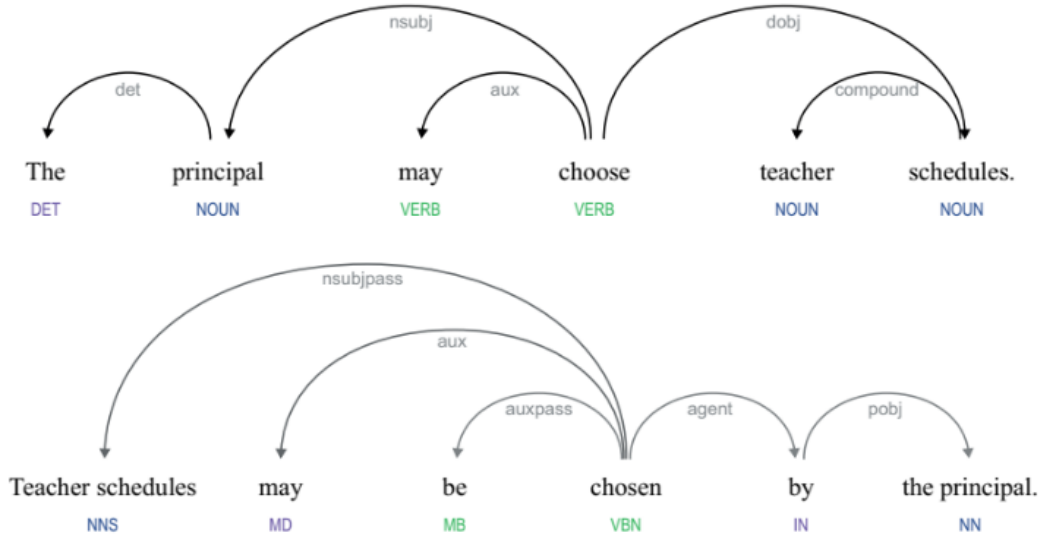 nsubj dobj
det aux compound
The principal may choose teacher schedules.
DET NOUN VERB VERB NOUN NOUN
nsubjpass
aux
auxpass agent pobj
Teacher schedules may be chosen by the principal.
NNS MD MB VBN IN NN